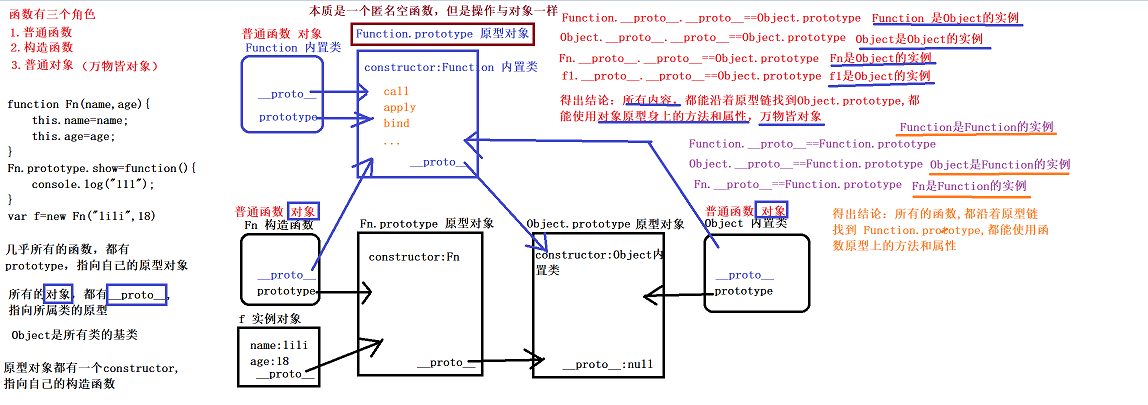 函数有三个角色
1.普通函数
2.构造函数
3.普通对象（万物皆对象）
function Fn(name,age){
this.name=name;
this.age=age;
}
Fn.prototype.show=function(){
console.log("111");
}
var f=new Fn("lili",18)
几乎所有的函数，都有
prototype，指向自己的原型对象
所有的对象，都有__proto__,
指向所属类的原型
Object是所有类的基类
原型对象都有一个constructor,
指向自己的构造函数
本质是一个匿名空函数，但是操作与对象一样
普通函数 对象
Function 内置类
__proto__
prototype
Function.prototype 原型对象
constructor:Function 内置类
call
apply
bind
...
__proto__
普通函数 对象
Fn 构造函数
__proto__
prototype
f 实例对象
name:lili
age:18
__proto__
Fn.prototype 原型对象
constructor:Fn
__proto__
Object.prototype 原型对象
constructor:Object内
置类
__proto__:null
普通函数 对象
Object 内置类
__proto__
prototype
Function.__proto__.__proto__==Object.prototype Function 是Object的实例
Object.__proto__.__proto__==Object.prototype Object是Object的实例
Fn.__proto__.__proto__==Object.prototype Fn是Object的实例
f1.__proto__.__proto__==Object.prototype f1是Object的实例
得出结论：所有内容，都能沿着原型链找到Object.prototype,都
能使用对象原型身上的方法和属性，万物皆对象
Function是Function的实例
Function.__proto__==Function.prototype
Object.__proto__==Function.prototype Object是Function的实例
Fn.__proto__==Function.prototype Fn是Function的实例
得出结论：所有的函数,都沿着原型链
找到 Function.prototype,都能使用函
数原型上的方法和属性